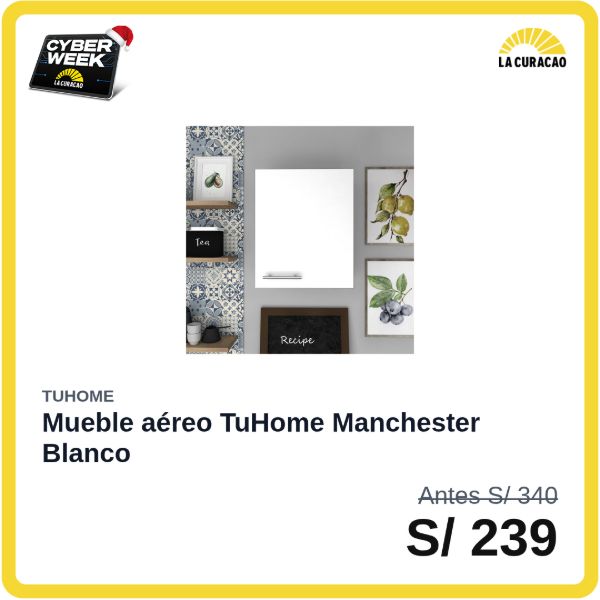 CYBER
WEEK
LA CURACAO
LA CURACAO
Tea
Recipe
TUHOME
Mueble aéreo TuHome Manchester
Blanco
Antes S/ 340
S/ 239